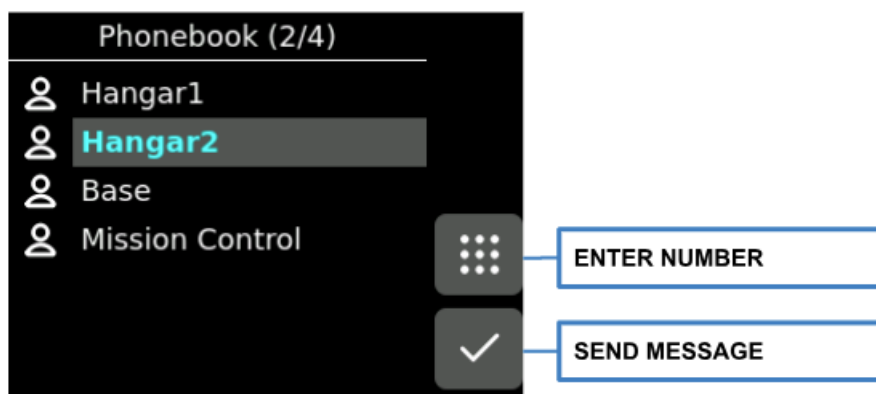 Phonebook (2/4)
Hangar1
Hangar2
Base
Mission Control
ENTER NUMBER
SEND MESSAGE